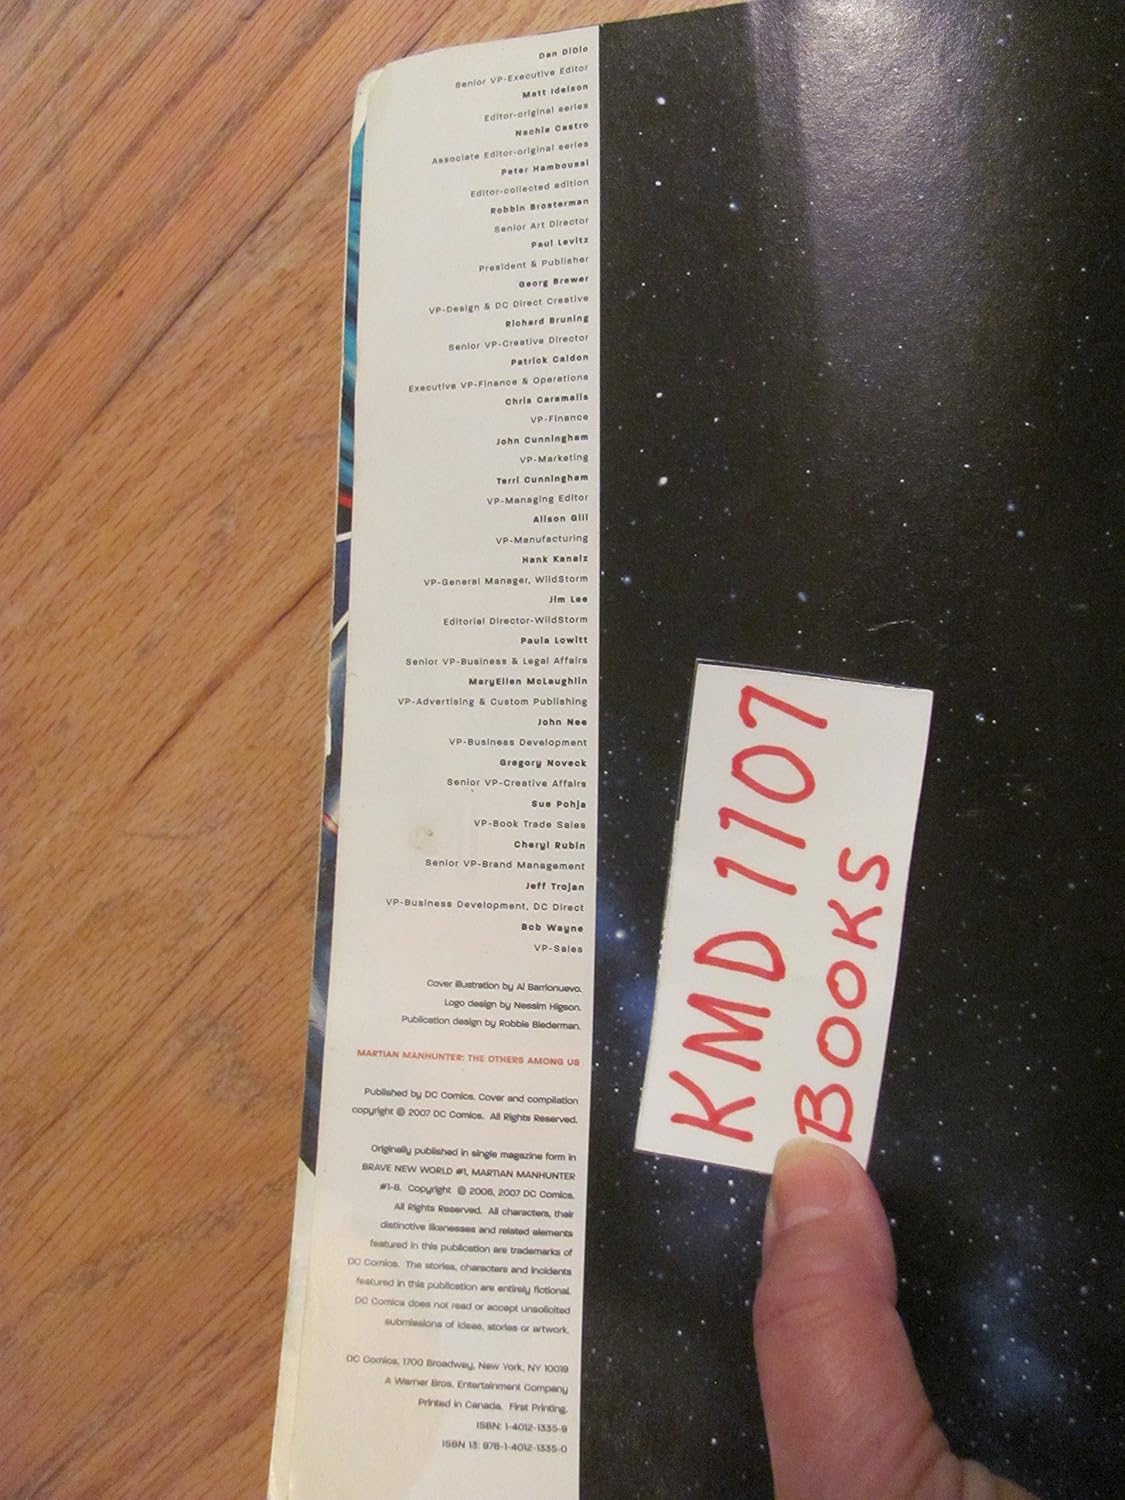 Dan DiDio
Senior VP-Executive Editor
Matt Idelson
Editor-original series
Nachie Castro
Associate Editor-original series
Peter Hamboussi
Editor-collected edition
Robbin Brosterman
Senior Art Director
Paul Levitz
President & Publisher
Georg Brewer
VP-Design & DC Direct Creative
Richard Bruning
Senior VP-Creative Director
Patrick Caldon
Executive VP-Finance & Operations
Chris Caramalis
VP-Finance
John Cunningham
VP-Marketing
Terri Cunningham
VP-Managing Editor
Alison Gill
VP-Manufacturing
Hank Kanalz
VP-General Manager, WildStorm
Jim Lee
Editorial Director-WildStorm
Paula Lowitt
Senior VP-Business & Legal Affairs
MaryEllen McLaughlin
VP-Advertising & Custom Publishing
John Nee
VP-Business Development
Gregory Noveck
Senior VP-Creative Affairs
Sue Pohja
VP-Book Trade Sales
Cheryl Rubin
Senior VP-Brand Management
Jeff Trojan
VP-Business Development, DC Direct
Bob Wayne
VP-Sales
Cover illustration by Al Barrionuevo.
Logo design by Nessim Higson.
Publication design by Robbie Biederman.
MARTIAN MANHUNTER: THE OTHERS AMONG US
Published by DC Comics. Cover and compilation
copyright © 2007 DC Comics. All Rights Reserved.
Originally published in single magazine form in
BRAVE NEW WORLD #1, MARTIAN MANHUNTER
#1-8. Copyright © 2006, 2007 DC Comics.
All Rights Reserved. All characters, their
distinctive likenesses and related elements
featured in this publication are trademarks of
DC Comics. The stories, characters and incidents
featured in this publication are entirely fictional.
DC Comics does not read or accept unsolicited
submissions of ideas, stories or artwork.
DC Comics, 1700 Broadway, New York, NY 10019
A Warner Bros. Entertainment Company
Printed in Canada. First Printing.
ISBN: 1-4012-1335-9
ISBN 13: 978-1-4012-1335-0
KMD 1107
BOOKS